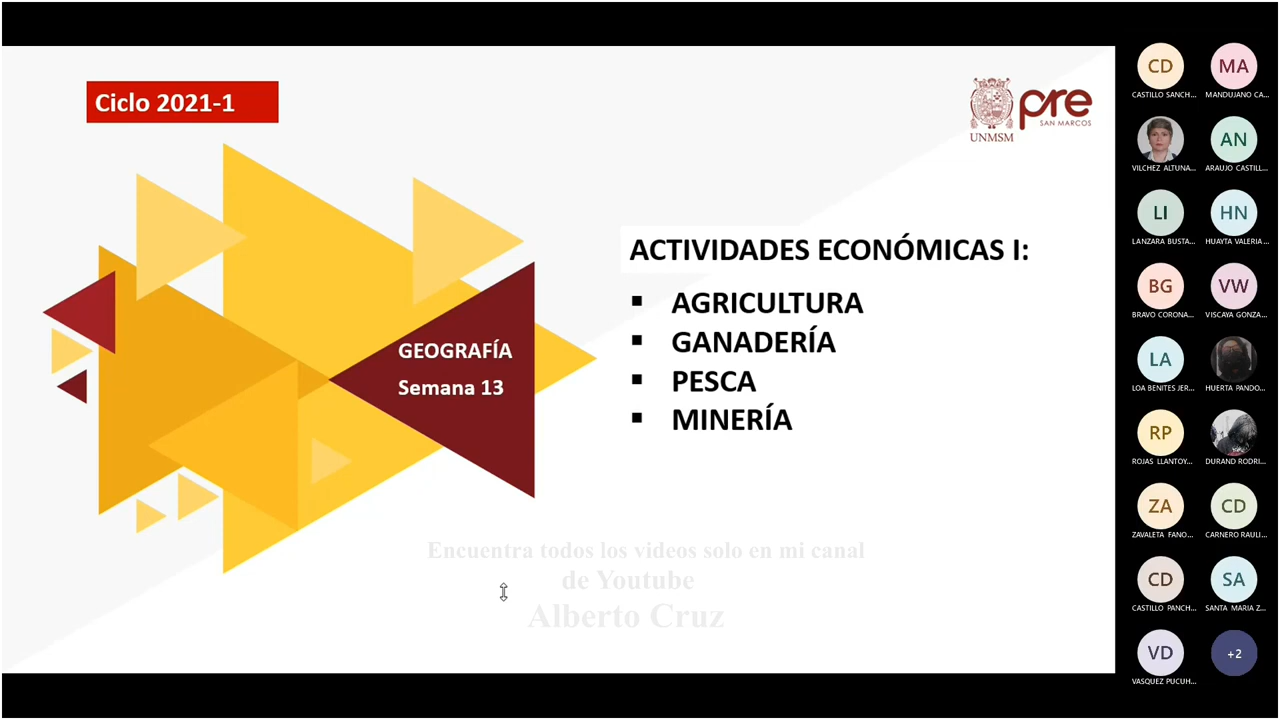 Ciclo 2021-1
UNMSM
pre
SAN MARCOS
ACTIVIDADES ECONÓMICAS I:
▪ AGRICULTURA
▪ GANADERÍA
▪ PESCA
▪ MINERÍA
GEOGRAFÍA
Semana 13
Encuentra todos los videos solo en mi canal
de Youtube
Alberto Cruz
CD
CASTILLO SANCH...
MA
MANDUJANO CA...
VILCHEZ ALTUNA...
AN
ARAUJO CASTILL...
LI
LANZARA BUSTA...
HN
HUAYTA VALERIA ...
BG
BRAVO CORONA...
VW
VISCAYA GONZA...
LA
LOA BENITES JER...
HUERTA PANDO...
RP
ROJAS LLANTOY...
DURAND RODRI...
ZA
ZAVALETA FANO...
CD
CARNERO RAULI...
CD
CASTILLO PANCH...
SA
SANTA MARIA Z...
VD
VASQUEZ PUCUH...
+2